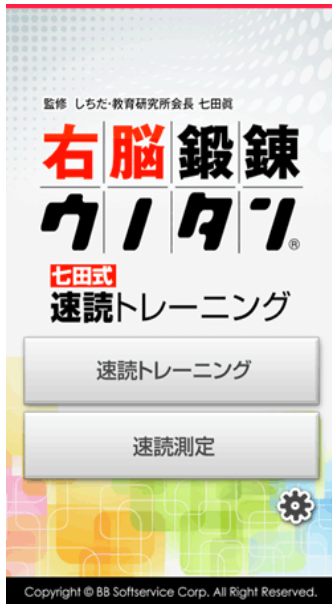 監修 しちだ・教育研究所会長 七田眞
右脳鍛錬
ウノタン®
七田式
速読トレーニング
速読トレーニング
速読測定
Copyright © BB Softservice Corp. All Right Reserved.